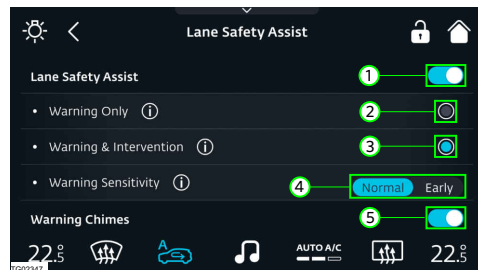 Lane Safety Assist
Lane Safety Assist
1
• Warning Only i
2
• Warning & Intervention i
3
• Warning Sensitivity i
4
Normal Early
Warning Chimes
5
22.5
A
AUTO A/C
22.5
TG02347